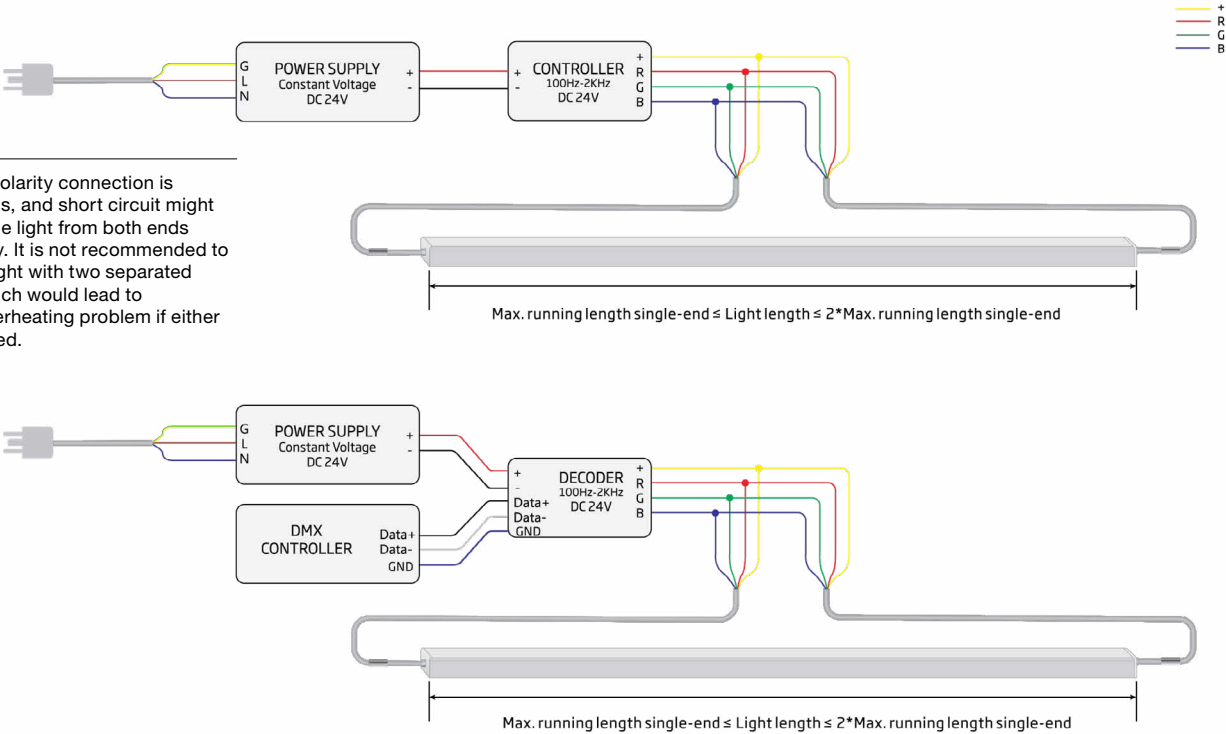 +
R
G
B
G
L
N
POWER SUPPLY
Constant Voltage
DC 24V
+
-
+
-
CONTROLLER
100Hz-2KHz
DC 24V
+
R
G
B
olarity connection is
s, and short circuit might
e light from both ends
y. It is not recommended to
ght with two separated
ch would lead to
erheating problem if either
ed.
Max. running length single-end ≤ Light length ≤ 2*Max. running length single-end
G
L
N
POWER SUPPLY
Constant Voltage
DC 24V
+
-
DMX
CONTROLLER
Data+
Data-
GND
+
-
Data+
Data-
GND
DECODER
100Hz-2KHz
DC 24V
+
R
G
B
Max. running length single-end ≤ Light length ≤ 2*Max. running length single-end